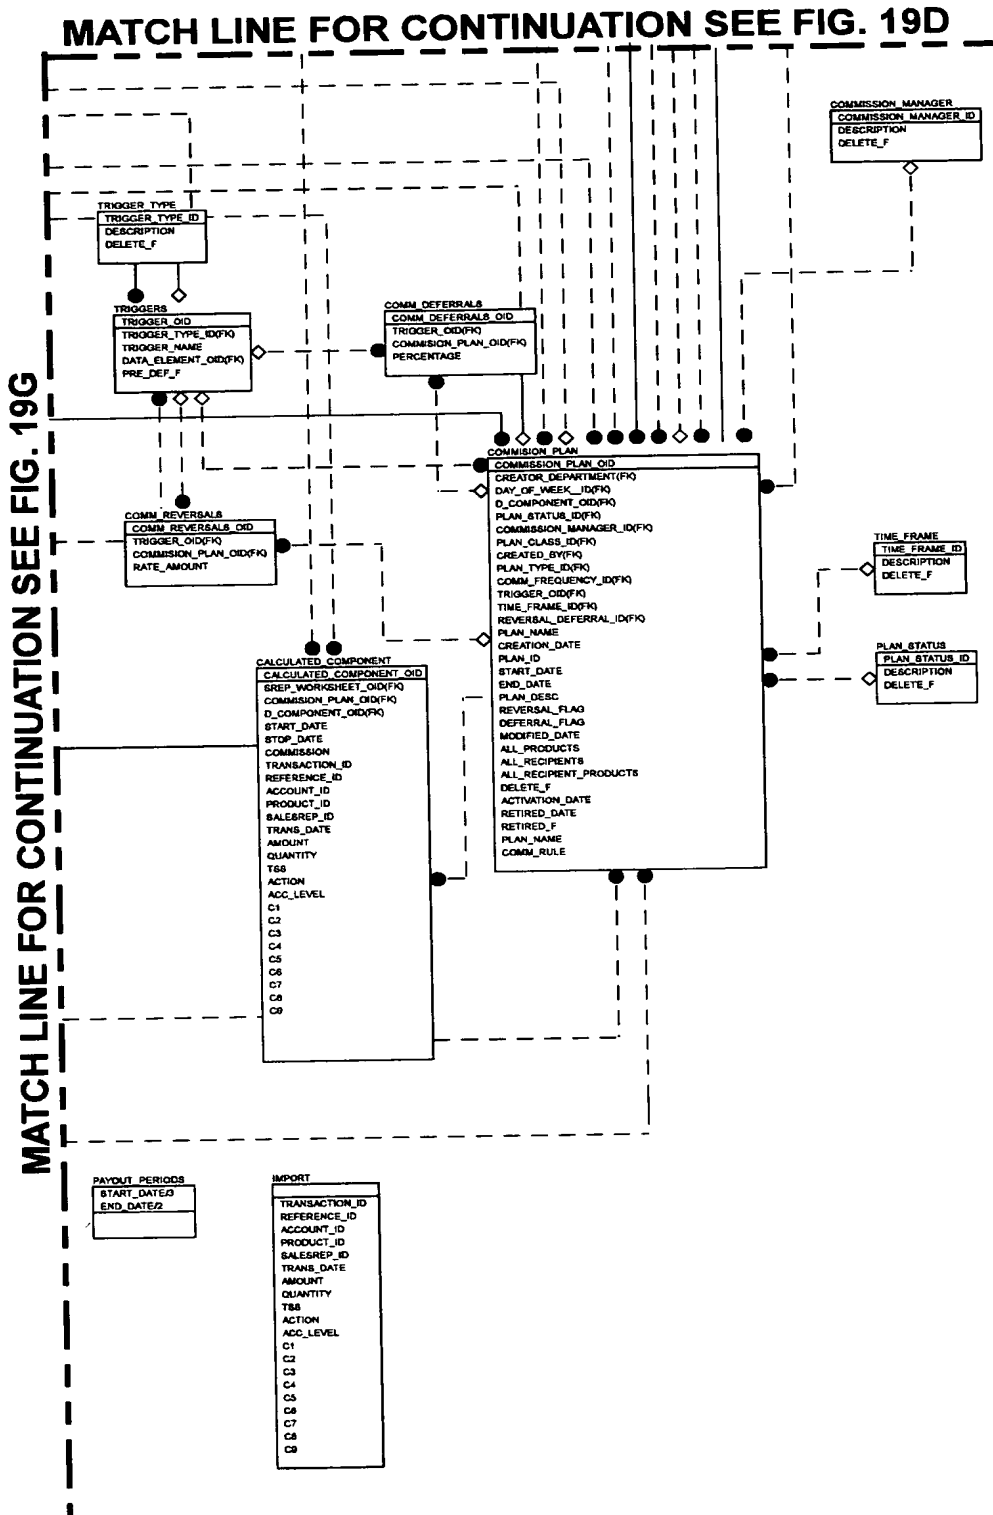 MATCH LINE FOR CONTINUATION SEE FIG. 19D
MATCH LINE FOR CONTINUATION SEE FIG. 19G
COMMISSION_MANAGER
COMMISSION_MANAGER_ID
DESCRIPTION
DELETE_F
TRIGGER_TYPE
TRIGGER_TYPE_ID
DESCRIPTION
DELETE_F
TRIGGERS
TRIGGER_OID
TRIGGER_TYPE_ID(FK)
TRIGGER_NAME
DATA_ELEMENT_OID(FK)
PRE_DEF_F
COMM_DEFERRALS
COMM_DEFERRALS_OID
TRIGGER_OID(FK)
COMMISION_PLAN_OID(FK)
PERCENTAGE
COMMISION_PLAN
COMMISSION_PLAN_OID
CREATOR_DEPARTMENT(FK)
DAY_OF_WEEK__ID(FK)
D_COMPONENT_OID(FK)
PLAN_STATUS_ID(FK)
COMMISSION_MANAGER_ID(FK)
PLAN_CLASS_ID(FK)
CREATED_BY(FK)
PLAN_TYPE_ID(FK)
COMM_FREQUENCY_ID(FK)
TRIGGER_OID(FK)
TIME_FRAME_ID(FK)
REVERSAL_DEFERRAL_ID(FK)
PLAN_NAME
CREATION_DATE
PLAN_ID
START_DATE
END_DATE
PLAN_DESC
REVERSAL_FLAG
DEFERRAL_FLAG
MODIFIED_DATE
ALL_PRODUCTS
ALL_RECIPIENTS
ALL_RECIPIENT_PRODUCTS
DELETE_F
ACTIVATION_DATE
RETIRED_DATE
RETIRED_F
PLAN_NAME
COMM_RULE
COMM_REVERSALS
COMM_REVERSALS_OID
TRIGGER_OID(FK)
COMMISION_PLAN_OID(FK)
RATE_AMOUNT
TIME_FRAME
TIME_FRAME_ID
DESCRIPTION
DELETE_F
PLAN_STATUS
PLAN_STATUS_ID
DESCRIPTION
DELETE_F
CALCULATED_COMPONENT
CALCULATED_COMPONENT_OID
SREP_WORKSHEET_OID(FK)
COMMISION_PLAN_OID(FK)
D_COMPONENT_OID(FK)
START_DATE
STOP_DATE
COMMISSION
TRANSACTION_ID
REFERENCE_ID
ACCOUNT_ID
PRODUCT_ID
SALESREP_ID
TRANS_DATE
AMOUNT
QUANTITY
TSS
ACTION
ACC_LEVEL
C1
C2
C3
C4
C5
C6
C7
C8
C9
PAYOUT_PERIODS
START_DATE/3
END_DATE/2
IMPORT
TRANSACTION_ID
REFERENCE_ID
ACCOUNT_ID
PRODUCT_ID
SALESREP_ID
TRANS_DATE
AMOUNT
QUANTITY
TSS
ACTION
ACC_LEVEL
C1
C2
C3
C4
C5
C6
C7
C8
C9